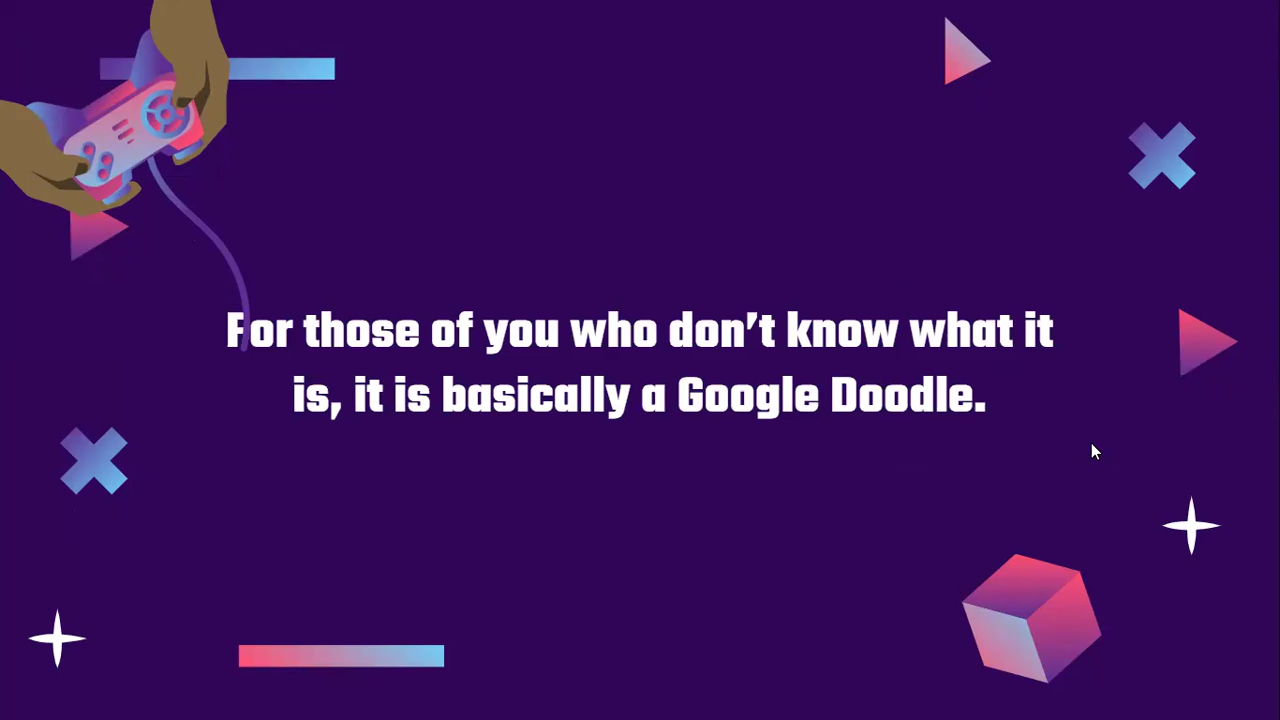 For those of you who don’t know what it
is, it is basically a Google Doodle.